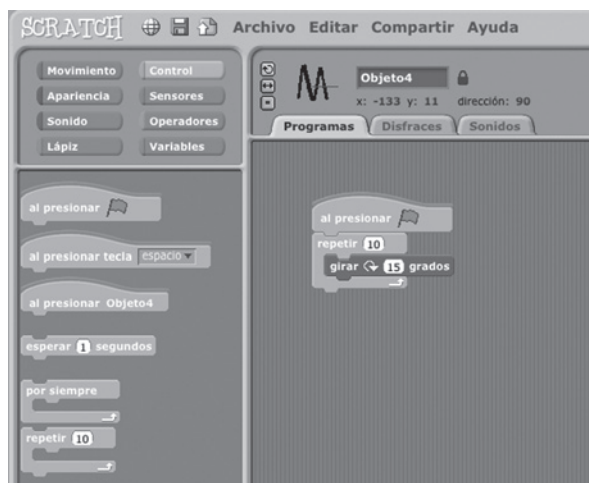 SCRATCH Archivo Editar Compartir Ayuda
Movimiento Control
Apariencia Sensores
Sonido Operadores
Lápiz Variables
Objeto4
x: -133 y: 11 dirección: 90
Programas Disfraces Sonidos
al presionar
al presionar tecla espacio
al presionar Objeto4
esperar 1 segundos
por siempre
repetir 10
al presionar
repetir 10
girar 15 grados